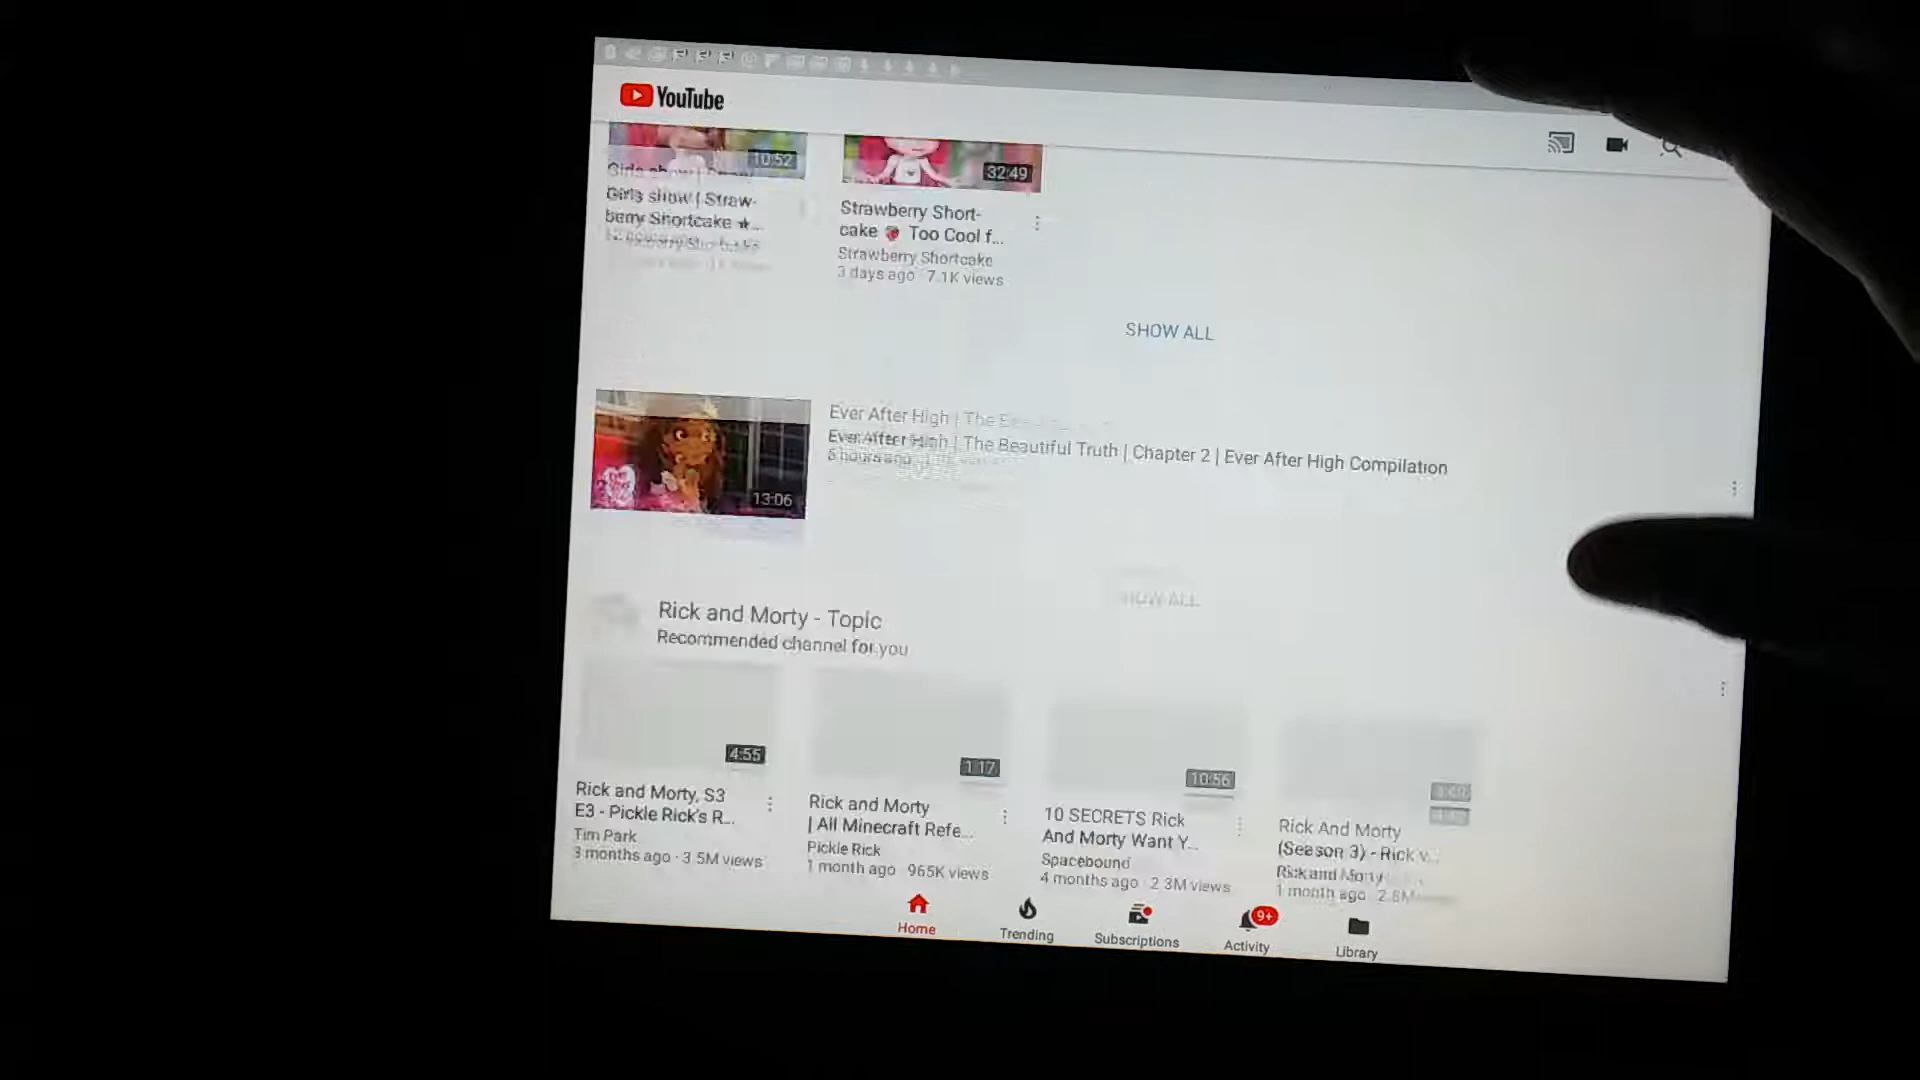 YouTube
10:52
32:49
Girls show | Straw-
berry Shortcake ★...
Strawberry Short-
cake 🍓 Too Cool f...
Strawberry Shortcake
3 days ago · 7.1K views
SHOW ALL
13:06
Ever After High | The Beautiful Truth | Chapter 2 | Ever After High Compilation
SHOW ALL
Rick and Morty - Topic
Recommended channel for you
4:55
1:17
10:56
Rick and Morty, S3
E3 - Pickle Rick's R...
Tim Park
3 months ago · 3.5M views
Rick and Morty
| All Minecraft Refe...
Pickle Rick
1 month ago · 965K views
10 SECRETS Rick
And Morty Want Y...
Spacebound
4 months ago · 2.3M views
Rick And Morty
(Season 3) - Rick v...
Rick and Morty
1 month ago
Home
Trending
Subscriptions
9+
Activity
Library